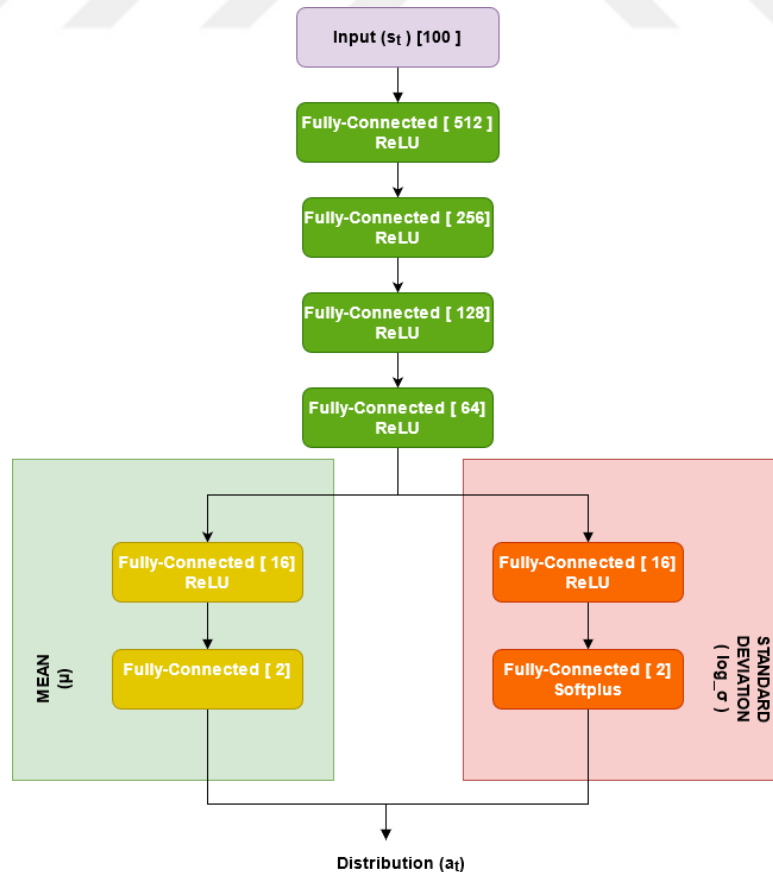 Input (sₜ ) [100 ]
Fully-Connected [ 512 ]
ReLU
Fully-Connected [ 256]
ReLU
Fully-Connected [ 128]
ReLU
Fully-Connected [ 64]
ReLU
MEAN
(μ)
Fully-Connected [ 16]
ReLU
Fully-Connected [ 2]
Fully-Connected [ 16]
ReLU
Fully-Connected [ 2]
Softplus
STANDARD
DEVIATION
( log_σ )
Distribution (aₜ)